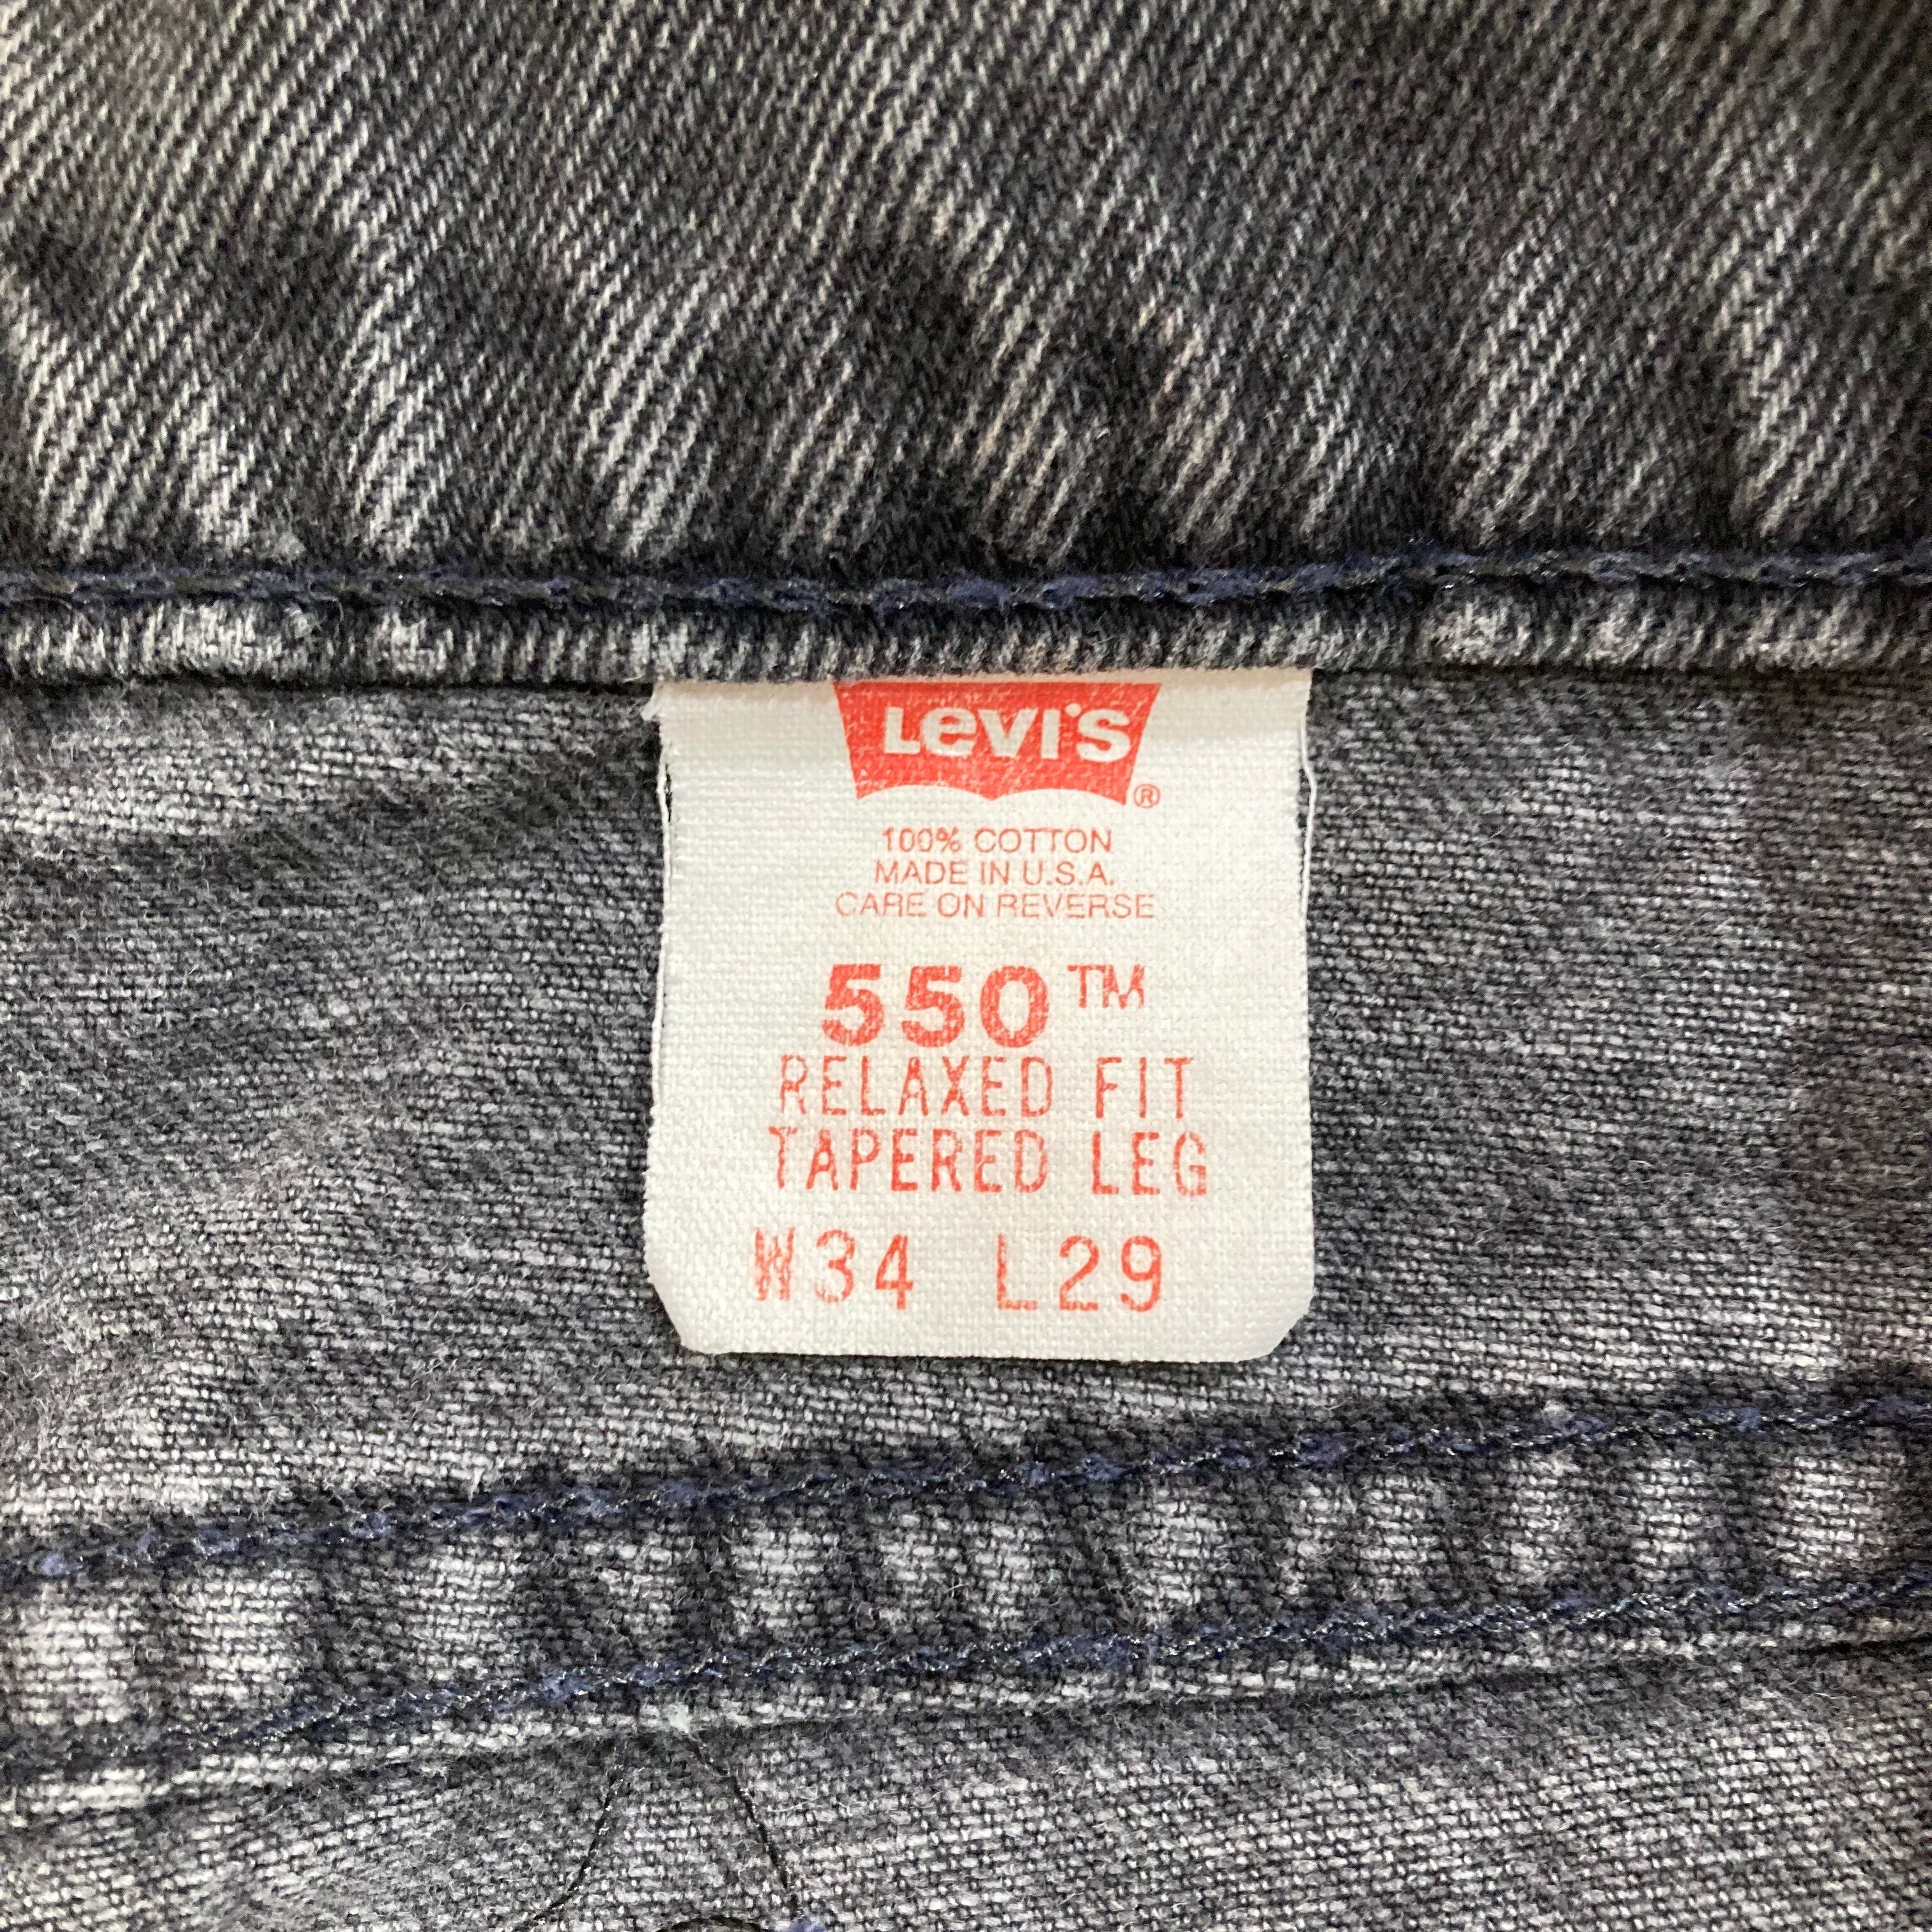 Levi's®
100% COTTON
MADE IN U.S.A.
CARE ON REVERSE
550™
RELAXED FIT
TAPERED LEG
W34 L29